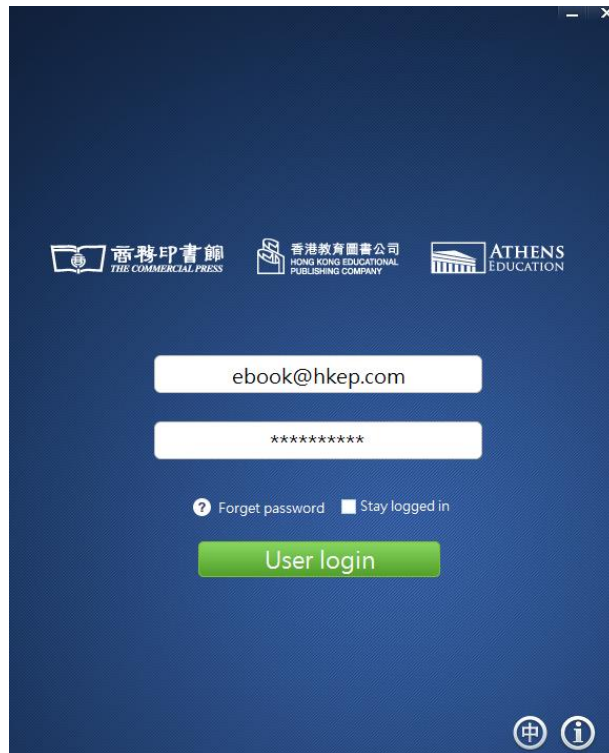 商務印書館
THE COMMERCIAL PRESS
香港教育圖書公司
HONG KONG EDUCATIONAL
PUBLISHING COMPANY
ATHENS
EDUCATION
ebook@hkep.com
**********
? Forget password
Stay logged in
User login
中 i